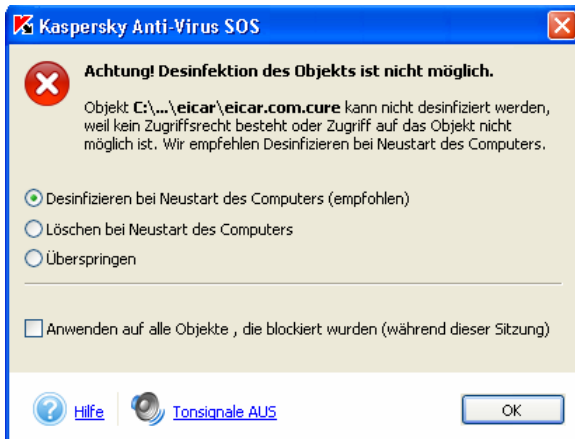 Kaspersky Anti-Virus SOS
Achtung! Desinfektion des Objekts ist nicht möglich.
Objekt C:\...\eicar\eicar.com.cure kann nicht desinfiziert werden,
weil kein Zugriffsrecht besteht oder Zugriff auf das Objekt nicht
möglich ist. Wir empfehlen Desinfizieren bei Neustart des Computers.
Desinfizieren bei Neustart des Computers (empfohlen)
Löschen bei Neustart des Computers
Überspringen
Anwenden auf alle Objekte , die blockiert wurden (während dieser Sitzung)
Hilfe
Tonsignale AUS
OK